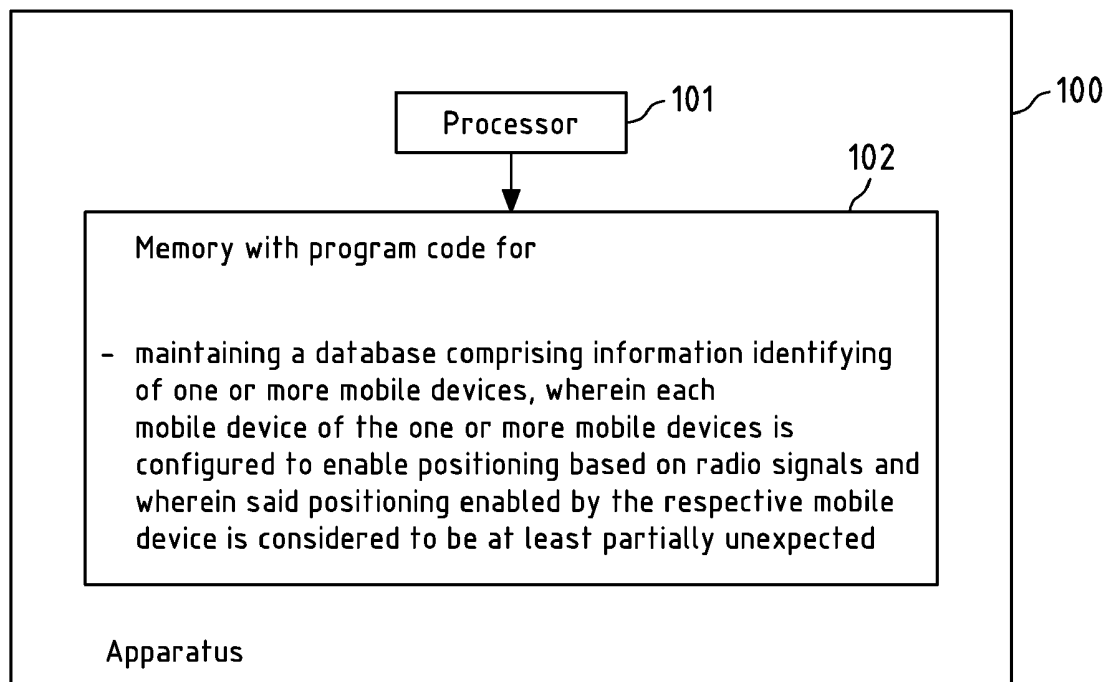 Processor
101
100
102
Memory with program code for
- maintaining a database comprising information identifying
of one or more mobile devices, wherein each
mobile device of the one or more mobile devices is
configured to enable positioning based on radio signals and
wherein said positioning enabled by the respective mobile
device is considered to be at least partially unexpected
Apparatus